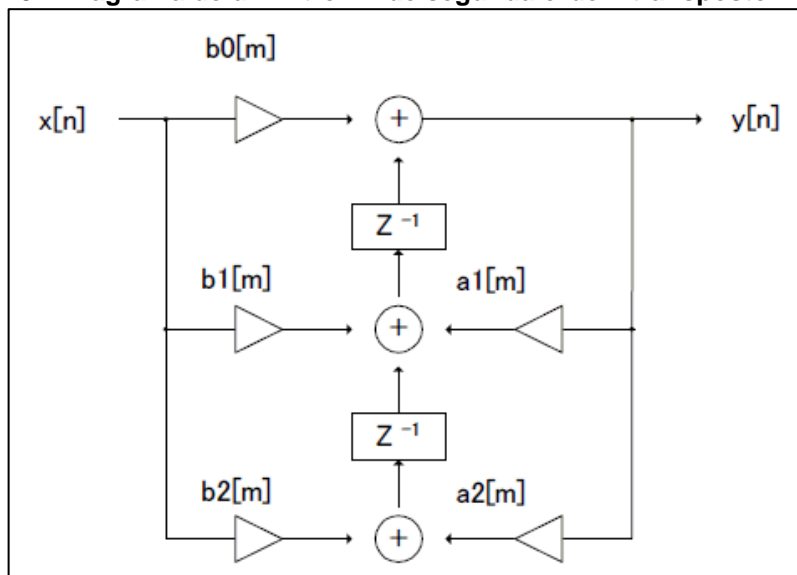 b0[m]
x[n]
+
y[n]
Z⁻¹
b1[m]
a1[m]
+
Z⁻¹
b2[m]
a2[m]
+